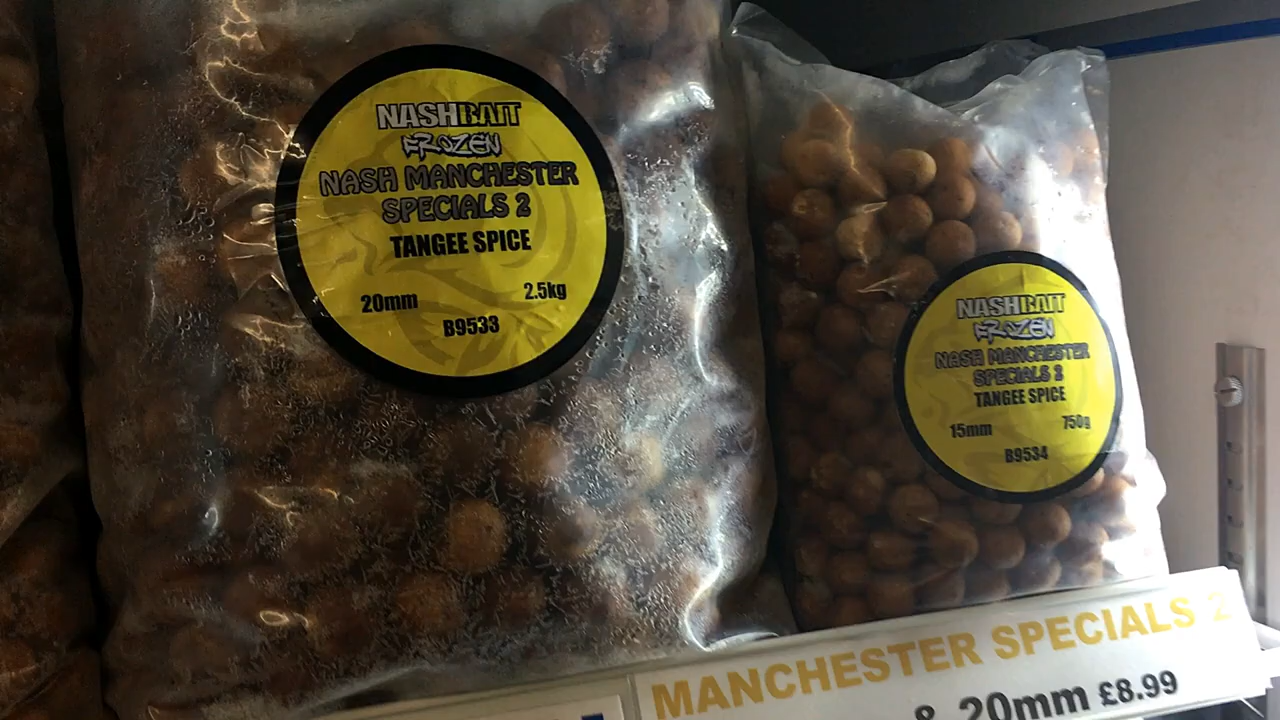 NASHBAIT
FROZEN
NASH MANCHESTER
SPECIALS 2
TANGEE SPICE
20mm 2.5kg
B9533
NASHBAIT
FROZEN
NASH MANCHESTER
SPECIALS 2
TANGEE SPICE
15mm 750g
B9534
MANCHESTER SPECIALS 2
& 20mm £8.99